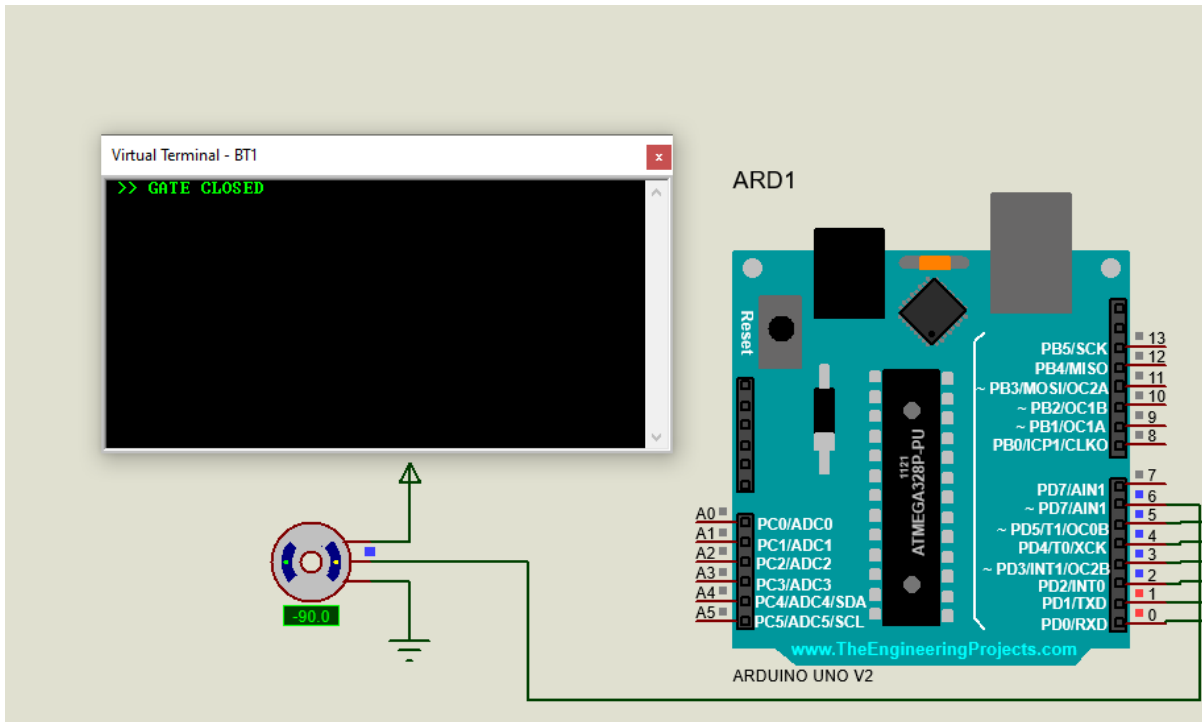 Virtual Terminal - BT1
x
>> GATE CLOSED
-90.0
ARD1
Reset
1121
ATMEGA328P-PU
PB5/SCK
PB4/MISO
~ PB3/MOSI/OC2A
~ PB2/OC1B
~ PB1/OC1A
PB0/ICP1/CLKO
13
12
11
10
9
8
PD7/AIN1
~ PD7/AIN1
~ PD5/T1/OC0B
PD4/T0/XCK
~ PD3/INT1/OC2B
PD2/INT0
PD1/TXD
PD0/RXD
7
6
5
4
3
2
1
0
A0
A1
A2
A3
A4
A5
PC0/ADC0
PC1/ADC1
PC2/ADC2
PC3/ADC3
PC4/ADC4/SDA
PC5/ADC5/SCL
www.TheEngineeringProjects.com
ARDUINO UNO V2